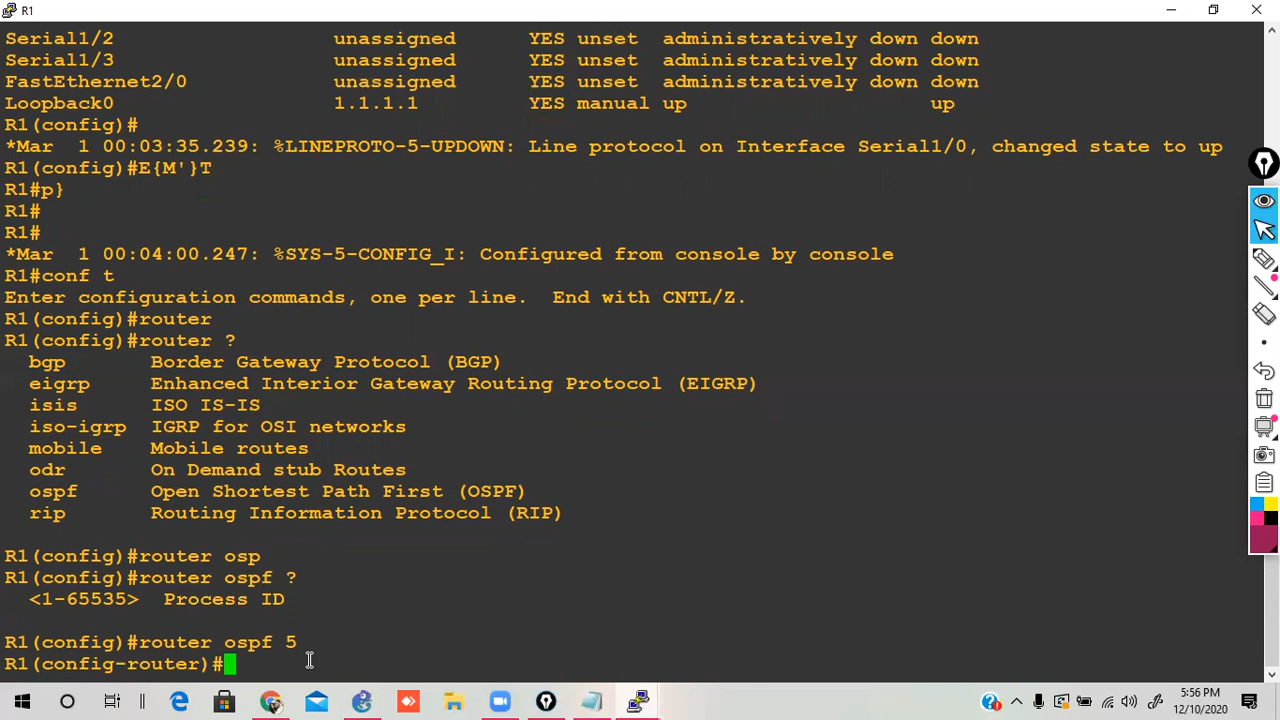 R1
Serial1/2 unassigned YES unset administratively down down
Serial1/3 unassigned YES unset administratively down down
FastEthernet2/0 unassigned YES unset administratively down down
Loopback0 1.1.1.1 YES manual up up
R1(config)#
*Mar 1 00:03:35.239: %LINEPROTO-5-UPDOWN: Line protocol on Interface Serial1/0, changed state to up
R1(config)#E{M'}T
R1#p}
R1#
R1#
*Mar 1 00:04:00.247: %SYS-5-CONFIG_I: Configured from console by console
R1#conf t
Enter configuration commands, one per line. End with CNTL/Z.
R1(config)#router
R1(config)#router ?
bgp Border Gateway Protocol (BGP)
eigrp Enhanced Interior Gateway Routing Protocol (EIGRP)
isis ISO IS-IS
iso-igrp IGRP for OSI networks
mobile Mobile routes
odr On Demand stub Routes
ospf Open Shortest Path First (OSPF)
rip Routing Information Protocol (RIP)
R1(config)#router osp
R1(config)#router ospf ?
<1-65535> Process ID
R1(config)#router ospf 5
R1(config-router)#
5:56 PM
12/10/2020